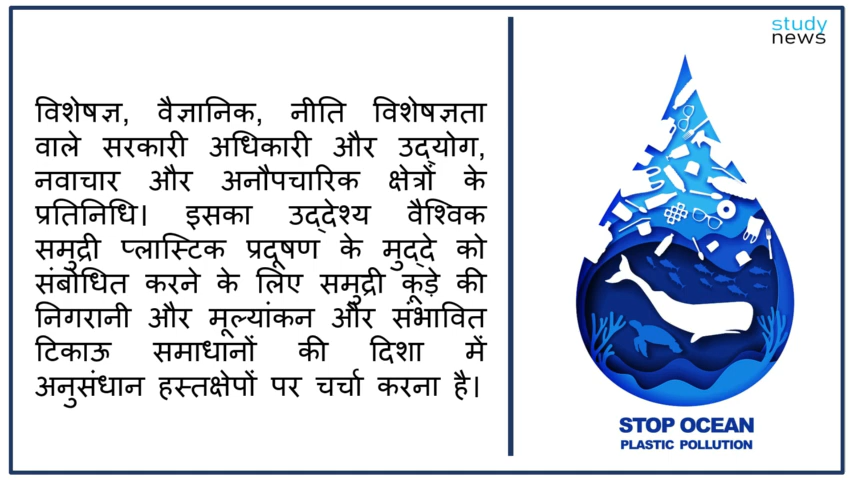 विशेषज्ञ, वैज्ञानिक, नीति विशेषज्ञता
वाले सरकारी अधिकारी और उद्योग,
नवाचार और अनौपचारिक क्षेत्रों के
प्रतिनिधि। इसका उद्देश्य वैश्विक
समुद्री प्लास्टिक प्रदूषण के मुद्दे को
संबोधित करने के लिए समुद्री कूड़े की
निगरानी और मूल्यांकन और संभावित
टिकाऊ समाधानों की दिशा में
अनुसंधान हस्तक्षेपों पर चर्चा करना है।
study
news
STOP OCEAN
PLASTIC POLLUTION